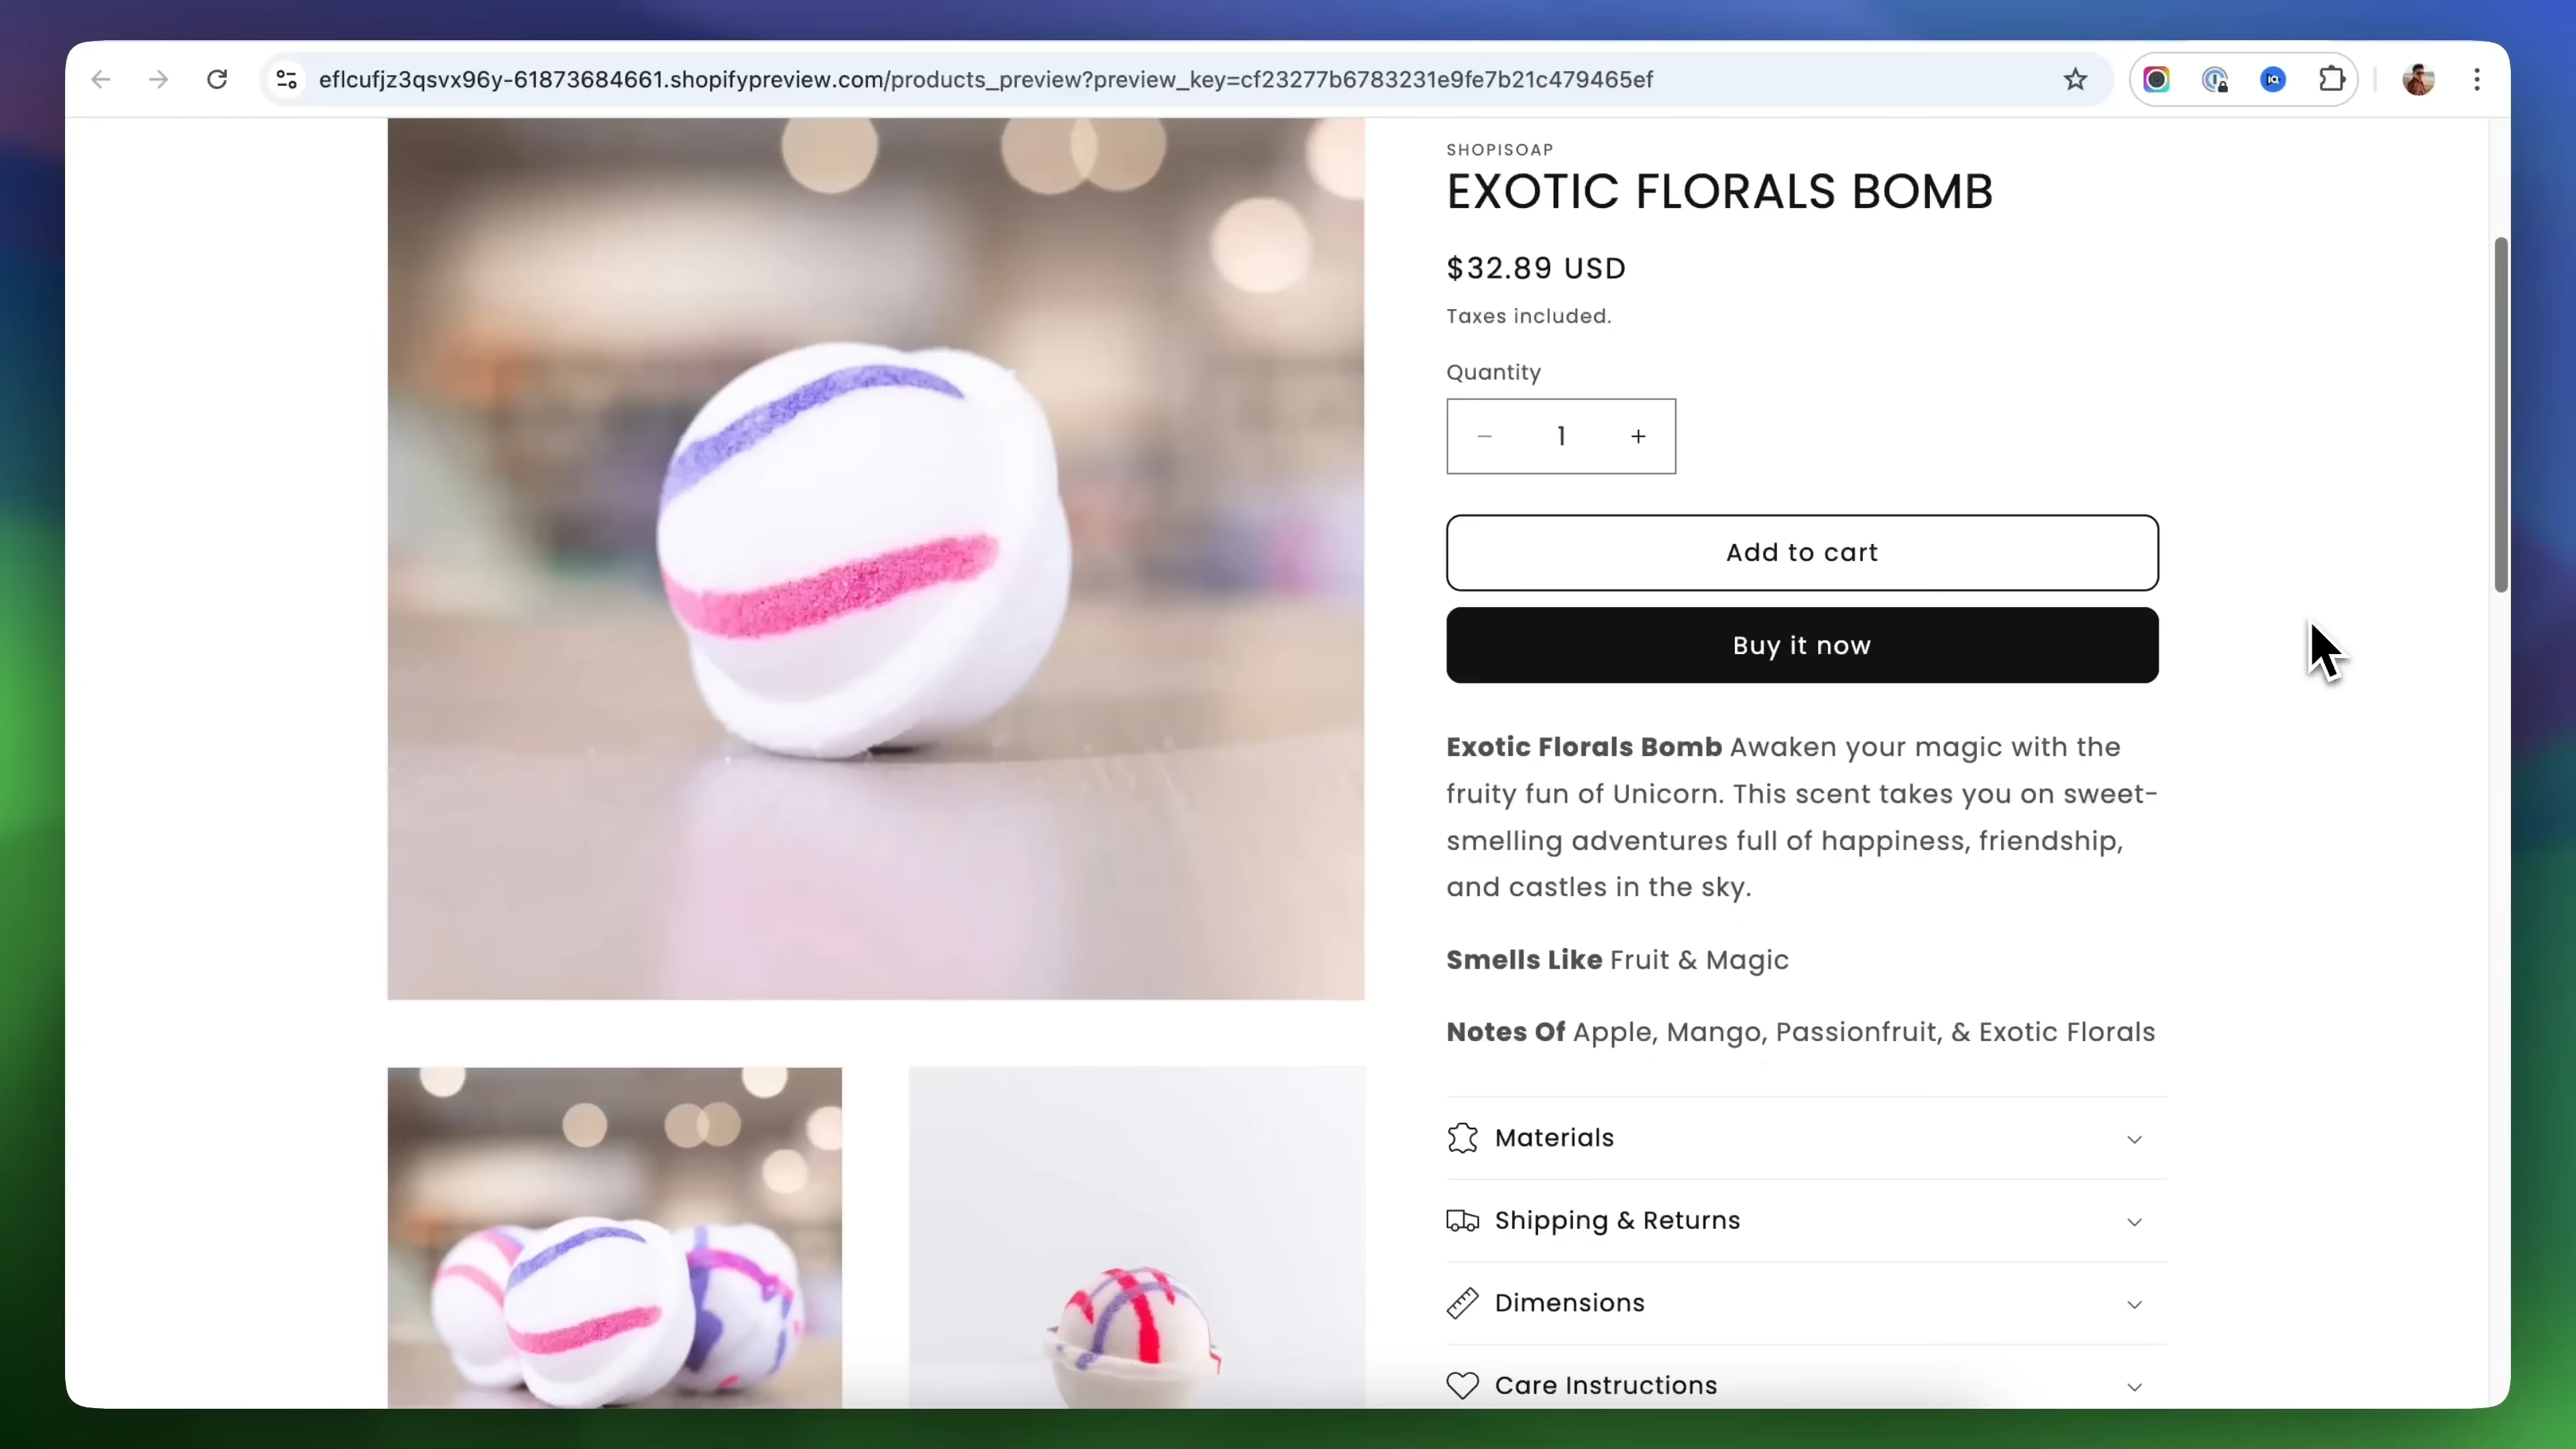 eflcufjz3qsvx96y-61873684661.shopifypreview.com/products_preview?preview_key=cf23277b6783231e9fe7b21c479465ef
SHOPISOAP
EXOTIC FLORALS BOMB
$32.89 USD
Taxes included.
Quantity
− 1 +
Add to cart
Buy it now
Exotic Florals Bomb Awaken your magic with the
fruity fun of Unicorn. This scent takes you on sweet-
smelling adventures full of happiness, friendship,
and castles in the sky.
Smells Like Fruit & Magic
Notes Of Apple, Mango, Passionfruit, & Exotic Florals
Materials
Shipping & Returns
Dimensions
Care Instructions